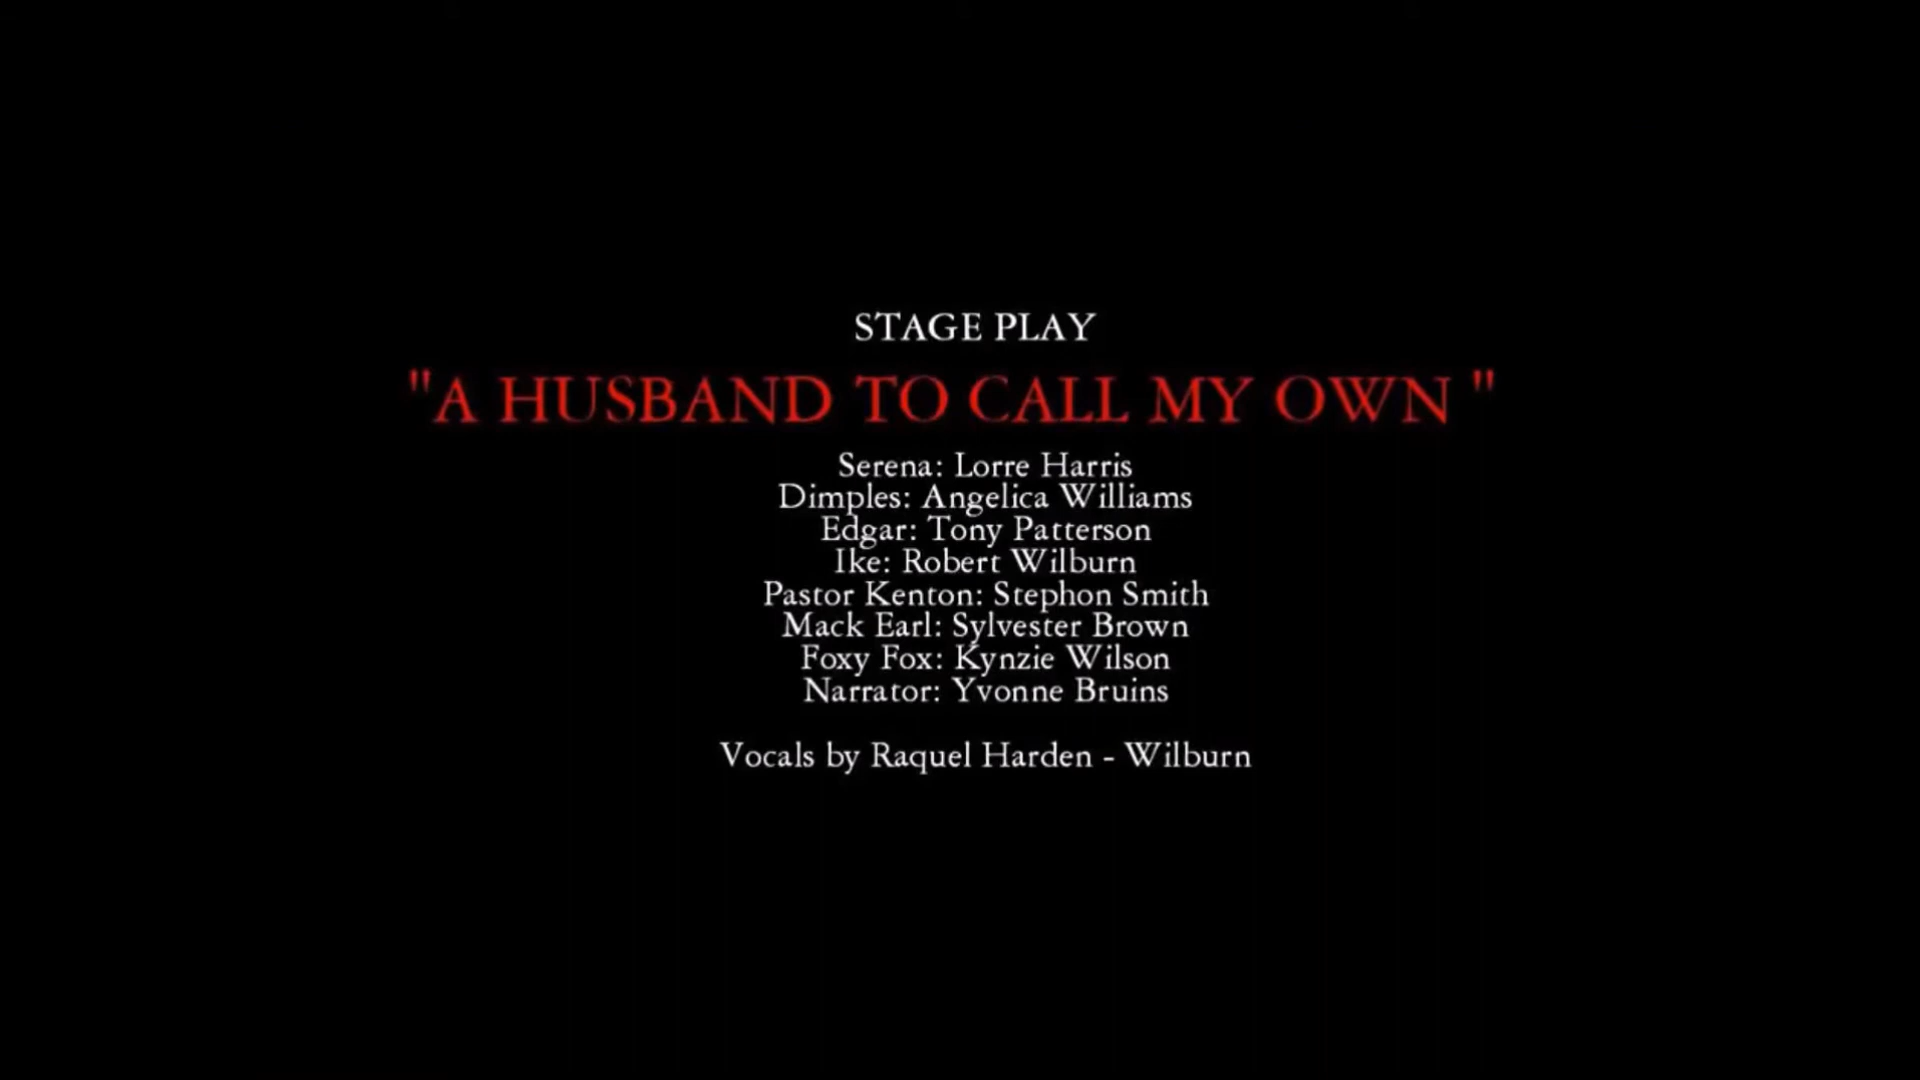 STAGE PLAY
"A HUSBAND TO CALL MY OWN "
Serena: Lorre Harris
Dimples: Angelica Williams
Edgar: Tony Patterson
Ike: Robert Wilburn
Pastor Kenton: Stephon Smith
Mack Earl: Sylvester Brown
Foxy Fox: Kynzie Wilson
Narrator: Yvonne Bruins
Vocals by Raquel Harden - Wilburn